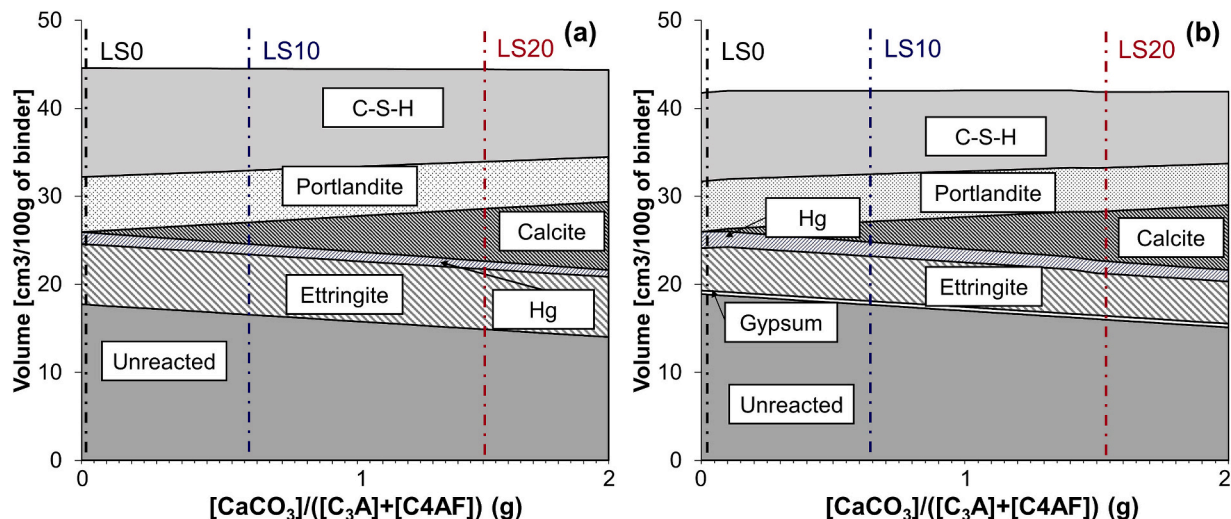 50
40
30
20
10
0
Volume [cm3/100g of binder]
LS0
LS10
LS20
(a)
C-S-H
Portlandite
Calcite
Ettringite
Hg
Unreacted
0
1
2
[CaCO₃]/([C₃A]+[C4AF]) (g)
50
40
30
20
10
0
Volume [cm3/100g of binder]
LS0
LS10
LS20
(b)
C-S-H
Portlandite
Hg
Calcite
Ettringite
Gypsum
Unreacted
0
1
2
[CaCO₃]/([C₃A]+[C4AF]) (g)